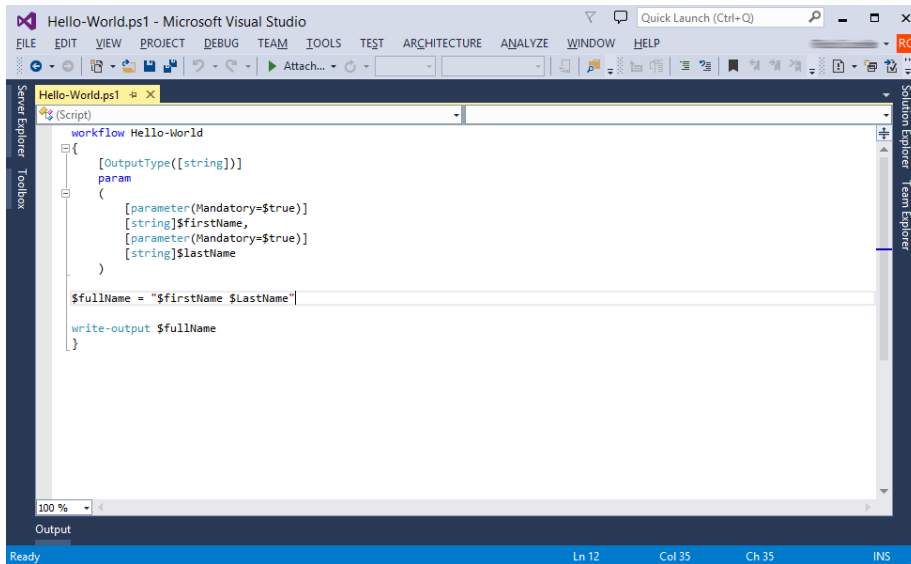 Hello-World.ps1 - Microsoft Visual Studio
Quick Launch (Ctrl+Q)
FILE EDIT VIEW PROJECT DEBUG TEAM TOOLS TEST ARCHITECTURE ANALYZE WINDOW HELP
RO
Attach...
Server Explorer
Toolbox
Hello-World.ps1
(Script)
workflow Hello-World
{
[OutputType([string])]
param
(
[parameter(Mandatory=$true)]
[string]$firstName,
[parameter(Mandatory=$true)]
[string]$lastName
)
$fullName = "$firstName $LastName"
write-output $fullName
}
Solution Explorer
Team Explorer
100 %
Output
Ready Ln 12 Col 35 Ch 35 INS